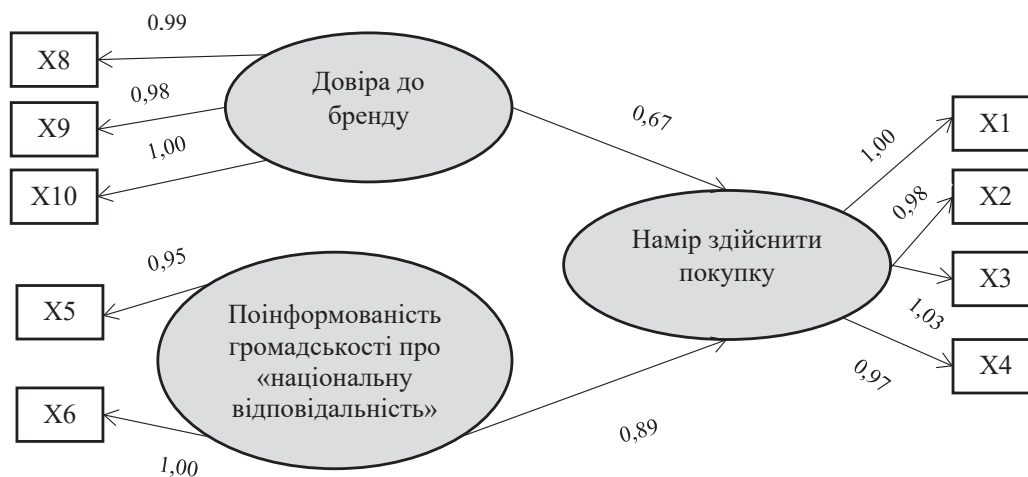 0.99
X8
0,98
X9
1,00
X10
Довіра до
бренду
0,67
0,95
X5
X6
1,00
Поінформованість
громадськості про
«національну
відповідальність»
0,89
Намір здійснити
покупку
1,00
X1
0,98
X2
X3
1,03
X4
0,97